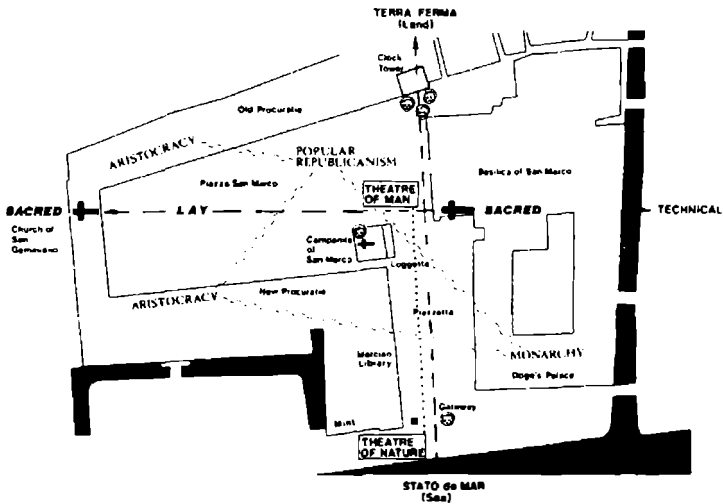 TERRA FERMA
(Land)
Clock
Tower
Old Procuratie
ARISTOCRACY
POPULAR
REPUBLICANISM
Basilica of San Marco
Piazza San Marco
THEATRE
OF MAN
SACRED
LAY
SACRED
TECHNICAL
Church of
San
Campanile
of
San Marco
Loggetta
ARISTOCRACY
New Procuratie
Piazzetta
MONARCHY
Marcian
Library
Doge's Palace
Gateway
Mint
THEATRE
OF NATURE
STATO da MAR
(Sea)